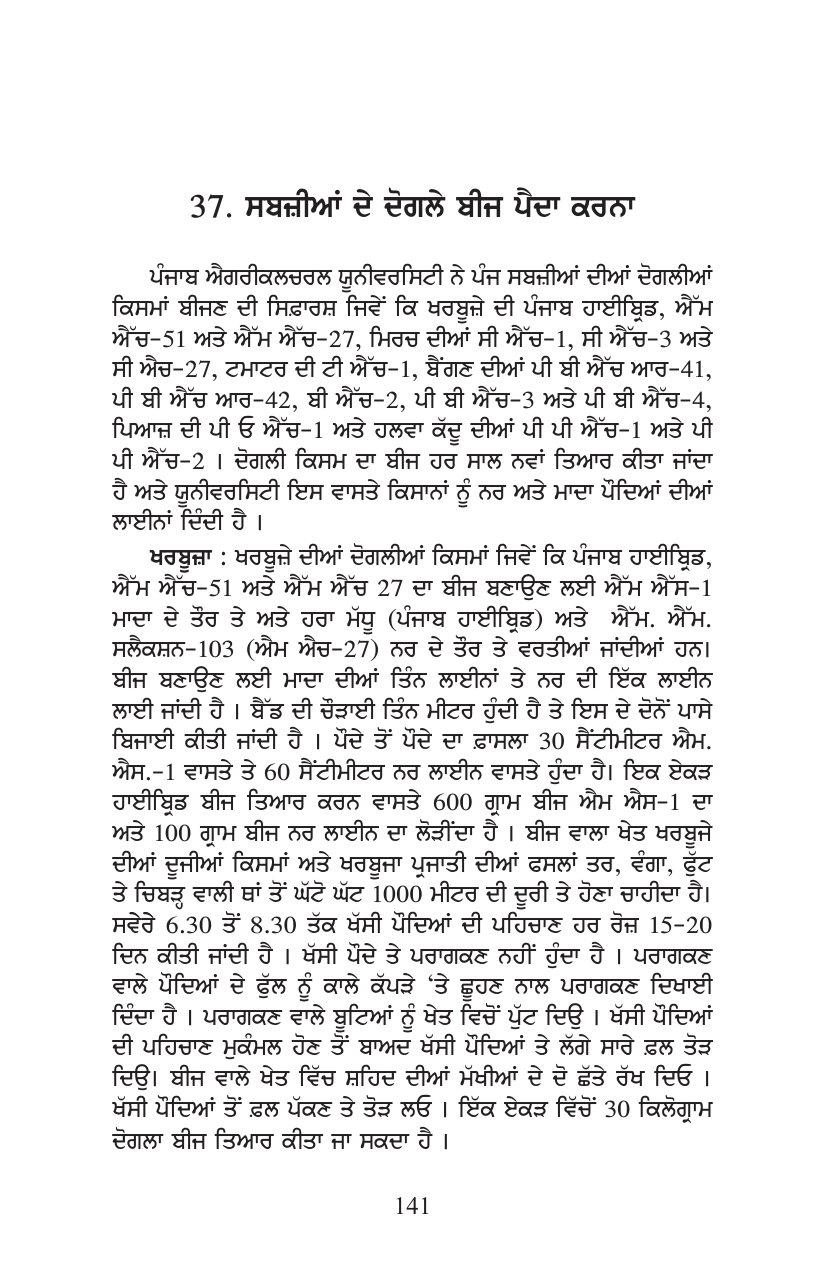 37. ਸਬਜ਼ੀਆਂ ਦੇ ਦੋਗਲੇ ਬੀਜ ਪੈਦਾ ਕਰਨਾ
ਪੰਜਾਬ ਐਗਰੀਕਲਚਰਲ ਯੂਨੀਵਰਸਿਟੀ ਨੇ ਪੰਜ ਸਬਜ਼ੀਆਂ ਦੀਆਂ ਦੋਗਲੀਆਂ
ਕਿਸਮਾਂ ਬੀਜਣ ਦੀ ਸਿਫ਼ਾਰਸ਼ ਜਿਵੇਂ ਕਿ ਖਰਬੂਜ਼ੇ ਦੀ ਪੰਜਾਬ ਹਾਈਬ੍ਰਿਡ, ਐੱਮ
ਐੱਚ-51 ਅਤੇ ਐੱਮ ਐੱਚ-27, ਮਿਰਚ ਦੀਆਂ ਸੀ ਐੱਚ-1, ਸੀ ਐੱਚ-3 ਅਤੇ
ਸੀ ਐਚ-27, ਟਮਾਟਰ ਦੀ ਟੀ ਐੱਚ-1, ਬੈਂਗਣ ਦੀਆਂ ਪੀ ਬੀ ਐੱਚ ਆਰ-41,
ਪੀ ਬੀ ਐੱਚ ਆਰ-42, ਬੀ ਐੱਚ-2, ਪੀ ਬੀ ਐੱਚ-3 ਅਤੇ ਪੀ ਬੀ ਐੱਚ-4,
ਪਿਆਜ਼ ਦੀ ਪੀ ਓ ਐੱਚ-1 ਅਤੇ ਹਲਵਾ ਕੱਦੂ ਦੀਆਂ ਪੀ ਪੀ ਐੱਚ-1 ਅਤੇ ਪੀ
ਪੀ ਐੱਚ-2 । ਦੋਗਲੀ ਕਿਸਮ ਦਾ ਬੀਜ ਹਰ ਸਾਲ ਨਵਾਂ ਤਿਆਰ ਕੀਤਾ ਜਾਂਦਾ
ਹੈ ਅਤੇ ਯੂਨੀਵਰਸਿਟੀ ਇਸ ਵਾਸਤੇ ਕਿਸਾਨਾਂ ਨੂੰ ਨਰ ਅਤੇ ਮਾਦਾ ਪੌਦਿਆਂ ਦੀਆਂ
ਲਾਈਨਾਂ ਦਿੰਦੀ ਹੈ ।
ਖਰਬੂਜ਼ਾ : ਖਰਬੂਜ਼ੇ ਦੀਆਂ ਦੋਗਲੀਆਂ ਕਿਸਮਾਂ ਜਿਵੇਂ ਕਿ ਪੰਜਾਬ ਹਾਈਬ੍ਰਿਡ,
ਐੱਮ ਐੱਚ-51 ਅਤੇ ਐੱਮ ਐੱਚ 27 ਦਾ ਬੀਜ ਬਣਾਉਣ ਲਈ ਐੱਮ ਐੱਸ-1
ਮਾਦਾ ਦੇ ਤੌਰ ਤੇ ਅਤੇ ਹਰਾ ਮੱਧੂ (ਪੰਜਾਬ ਹਾਈਬ੍ਰਿਡ) ਅਤੇ ਐੱਮ. ਐੱਮ.
ਸਲੈਕਸ਼ਨ-103 (ਐਮ ਐਚ-27) ਨਰ ਦੇ ਤੌਰ ਤੇ ਵਰਤੀਆਂ ਜਾਂਦੀਆਂ ਹਨ।
ਬੀਜ ਬਣਾਉਣ ਲਈ ਮਾਦਾ ਦੀਆਂ ਤਿੰਨ ਲਾਈਨਾਂ ਤੇ ਨਰ ਦੀ ਇੱਕ ਲਾਈਨ
ਲਾਈ ਜਾਂਦੀ ਹੈ । ਬੈੱਡ ਦੀ ਚੌੜਾਈ ਤਿੰਨ ਮੀਟਰ ਹੁੰਦੀ ਹੈ ਤੇ ਇਸ ਦੇ ਦੋਨੋਂ ਪਾਸੇ
ਬਿਜਾਈ ਕੀਤੀ ਜਾਂਦੀ ਹੈ । ਪੌਦੇ ਤੋਂ ਪੌਦੇ ਦਾ ਫ਼ਾਸਲਾ 30 ਸੈਂਟੀਮੀਟਰ ਐਮ.
ਐਸ.-1 ਵਾਸਤੇ ਤੇ 60 ਸੈਂਟੀਮੀਟਰ ਨਰ ਲਾਈਨ ਵਾਸਤੇ ਹੁੰਦਾ ਹੈ। ਇਕ ਏਕੜ
ਹਾਈਬ੍ਰਿਡ ਬੀਜ ਤਿਆਰ ਕਰਨ ਵਾਸਤੇ 600 ਗ੍ਰਾਮ ਬੀਜ ਐਮ ਐਸ-1 ਦਾ
ਅਤੇ 100 ਗ੍ਰਾਮ ਬੀਜ ਨਰ ਲਾਈਨ ਦਾ ਲੋੜੀਂਦਾ ਹੈ । ਬੀਜ ਵਾਲਾ ਖੇਤ ਖਰਬੂਜੇ
ਦੀਆਂ ਦੂਜੀਆਂ ਕਿਸਮਾਂ ਅਤੇ ਖਰਬੂਜਾ ਪ੍ਰਜਾਤੀ ਦੀਆਂ ਫਸਲਾਂ ਤਰ, ਵੰਗਾ, ਫੁੱਟ
ਤੇ ਚਿਬੜ੍ਹ ਵਾਲੀ ਥਾਂ ਤੋਂ ਘੱਟੋ ਘੱਟ 1000 ਮੀਟਰ ਦੀ ਦੂਰੀ ਤੇ ਹੋਣਾ ਚਾਹੀਦਾ ਹੈ।
ਸਵੇਰੇ 6.30 ਤੋਂ 8.30 ਤੱਕ ਖੱਸੀ ਪੌਦਿਆਂ ਦੀ ਪਹਿਚਾਣ ਹਰ ਰੋਜ਼ 15-20
ਦਿਨ ਕੀਤੀ ਜਾਂਦੀ ਹੈ । ਖੱਸੀ ਪੌਦੇ ਤੇ ਪਰਾਗਕਣ ਨਹੀਂ ਹੁੰਦਾ ਹੈ । ਪਰਾਗਕਣ
ਵਾਲੇ ਪੌਦਿਆਂ ਦੇ ਫੁੱਲ ਨੂੰ ਕਾਲੇ ਕੱਪੜੇ ‘ਤੇ ਛੂਹਣ ਨਾਲ ਪਰਾਗਕਣ ਦਿਖਾਈ
ਦਿੰਦਾ ਹੈ । ਪਰਾਗਕਣ ਵਾਲੇ ਬੂਟਿਆਂ ਨੂੰ ਖੇਤ ਵਿਚੋਂ ਪੁੱਟ ਦਿਉ । ਖੱਸੀ ਪੌਦਿਆਂ
ਦੀ ਪਹਿਚਾਣ ਮੁਕੰਮਲ ਹੋਣ ਤੋਂ ਬਾਅਦ ਖੱਸੀ ਪੌਦਿਆਂ ਤੇ ਲੱਗੇ ਸਾਰੇ ਫ਼ਲ ਤੋੜ
ਦਿਉ। ਬੀਜ ਵਾਲੇ ਖੇਤ ਵਿੱਚ ਸ਼ਹਿਦ ਦੀਆਂ ਮੱਖੀਆਂ ਦੇ ਦੋ ਛੱਤੇ ਰੱਖ ਦਿਓ ।
ਖੱਸੀ ਪੌਦਿਆਂ ਤੋਂ ਫ਼ਲ ਪੱਕਣ ਤੇ ਤੋੜ ਲਓ । ਇੱਕ ਏਕੜ ਵਿੱਚੋਂ 30 ਕਿਲੋਗ੍ਰਾਮ
ਦੋਗਲਾ ਬੀਜ ਤਿਆਰ ਕੀਤਾ ਜਾ ਸਕਦਾ ਹੈ ।
141